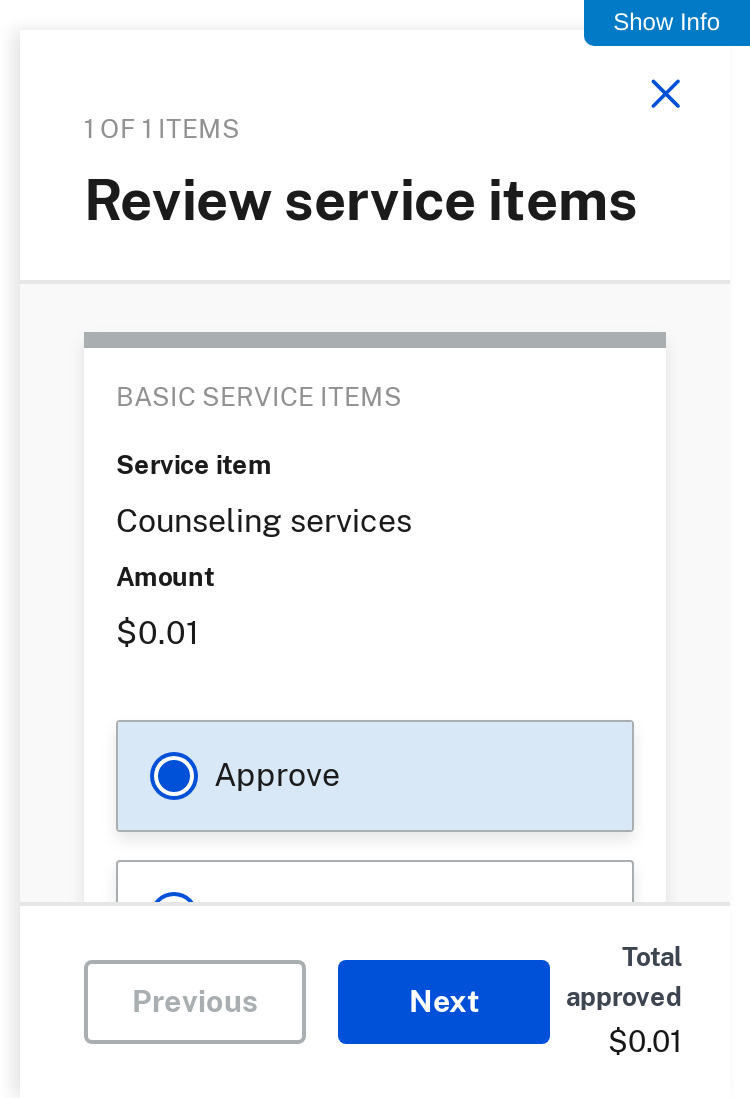 Show Info
1 OF 1 ITEMS
Review service items
BASIC SERVICE ITEMS
Service item
Counseling services
Amount
$0.01
Approve
Previous
Next
Total
approved
$0.01